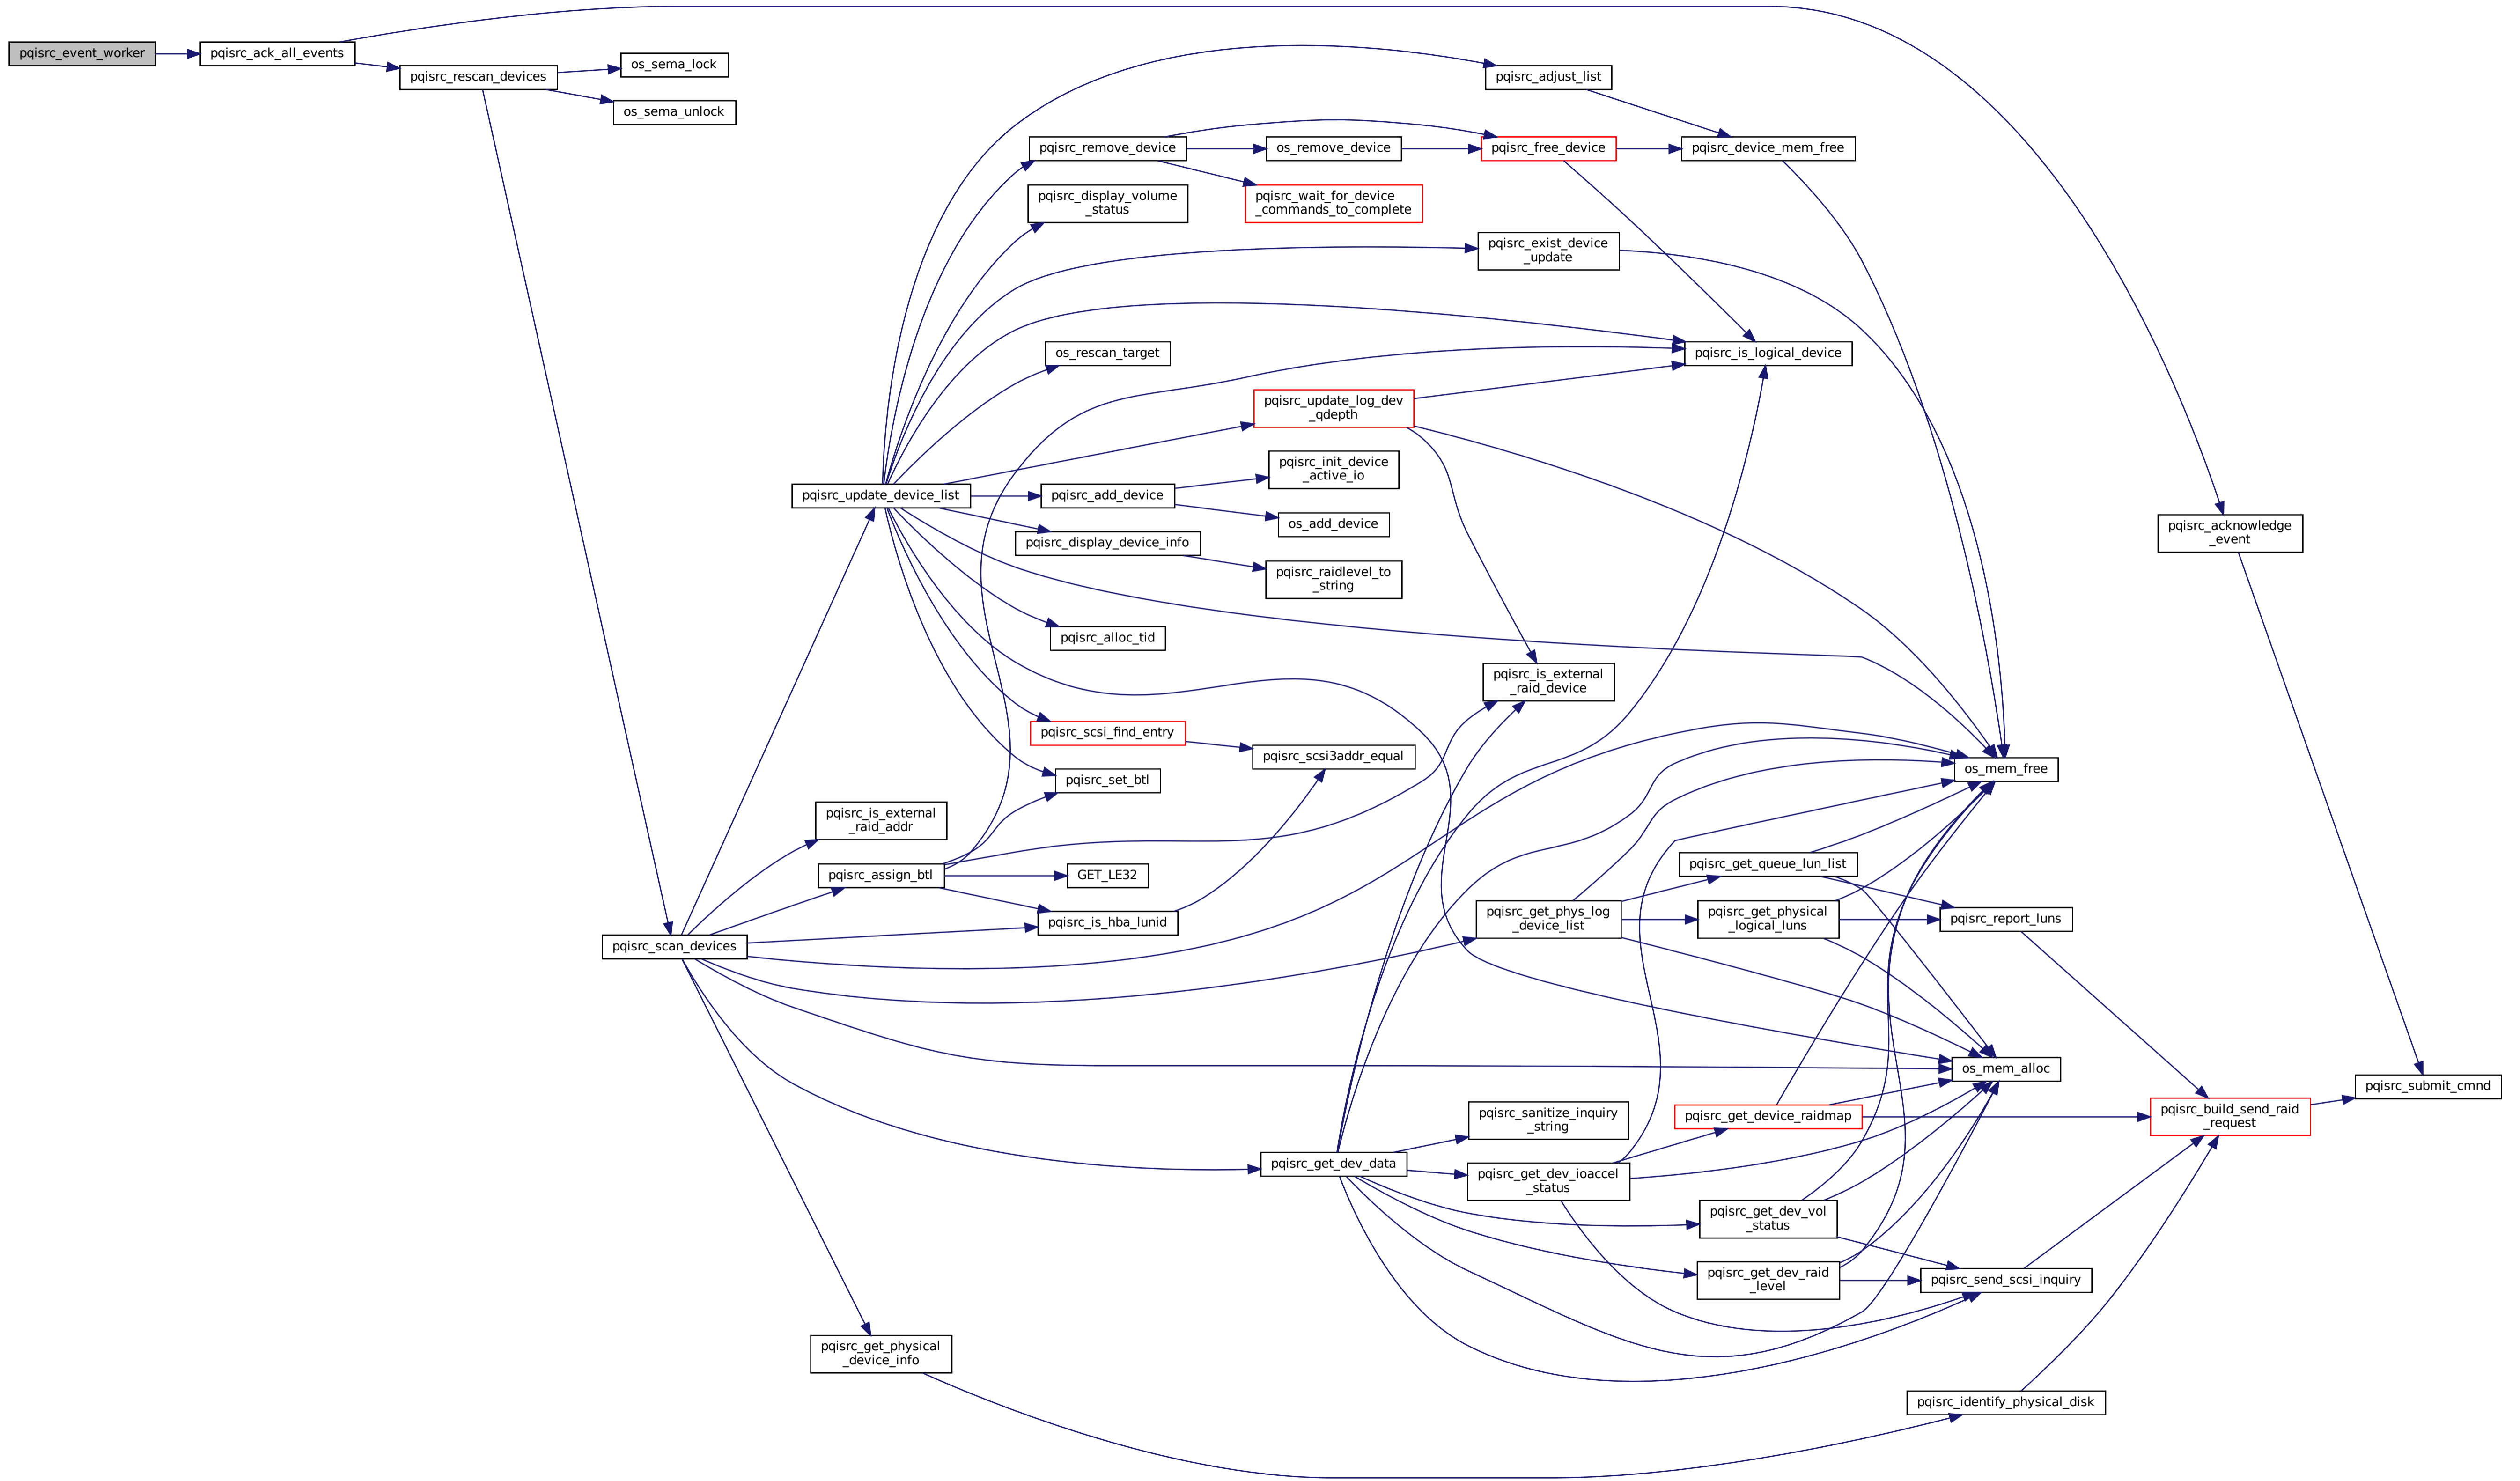 pqisrc_event_worker
pqisrc_ack_all_events
pqisrc_rescan_devices
os_sema_lock
os_sema_unlock
pqisrc_scan_devices
pqisrc_update_device_list
pqisrc_is_external
_raid_addr
pqisrc_assign_btl
pqisrc_get_physical
_device_info
pqisrc_remove_device
pqisrc_display_volume
_status
os_rescan_target
pqisrc_add_device
pqisrc_display_device_info
pqisrc_alloc_tid
pqisrc_scsi_find_entry
pqisrc_set_btl
GET_LE32
pqisrc_is_hba_lunid
os_remove_device
pqisrc_wait_for_device
_commands_to_complete
pqisrc_update_log_dev
_qdepth
pqisrc_init_device
_active_io
os_add_device
pqisrc_raidlevel_to
_string
pqisrc_scsi3addr_equal
pqisrc_get_dev_data
pqisrc_adjust_list
pqisrc_free_device
pqisrc_exist_device
_update
pqisrc_is_external
_raid_device
pqisrc_get_phys_log
_device_list
pqisrc_sanitize_inquiry
_string
pqisrc_get_dev_ioaccel
_status
pqisrc_device_mem_free
pqisrc_is_logical_device
pqisrc_get_queue_lun_list
pqisrc_get_physical
_logical_luns
pqisrc_get_device_raidmap
pqisrc_get_dev_vol
_status
pqisrc_get_dev_raid
_level
os_mem_free
pqisrc_report_luns
os_mem_alloc
pqisrc_send_scsi_inquiry
pqisrc_identify_physical_disk
pqisrc_acknowledge
_event
pqisrc_build_send_raid
_request
pqisrc_submit_cmnd